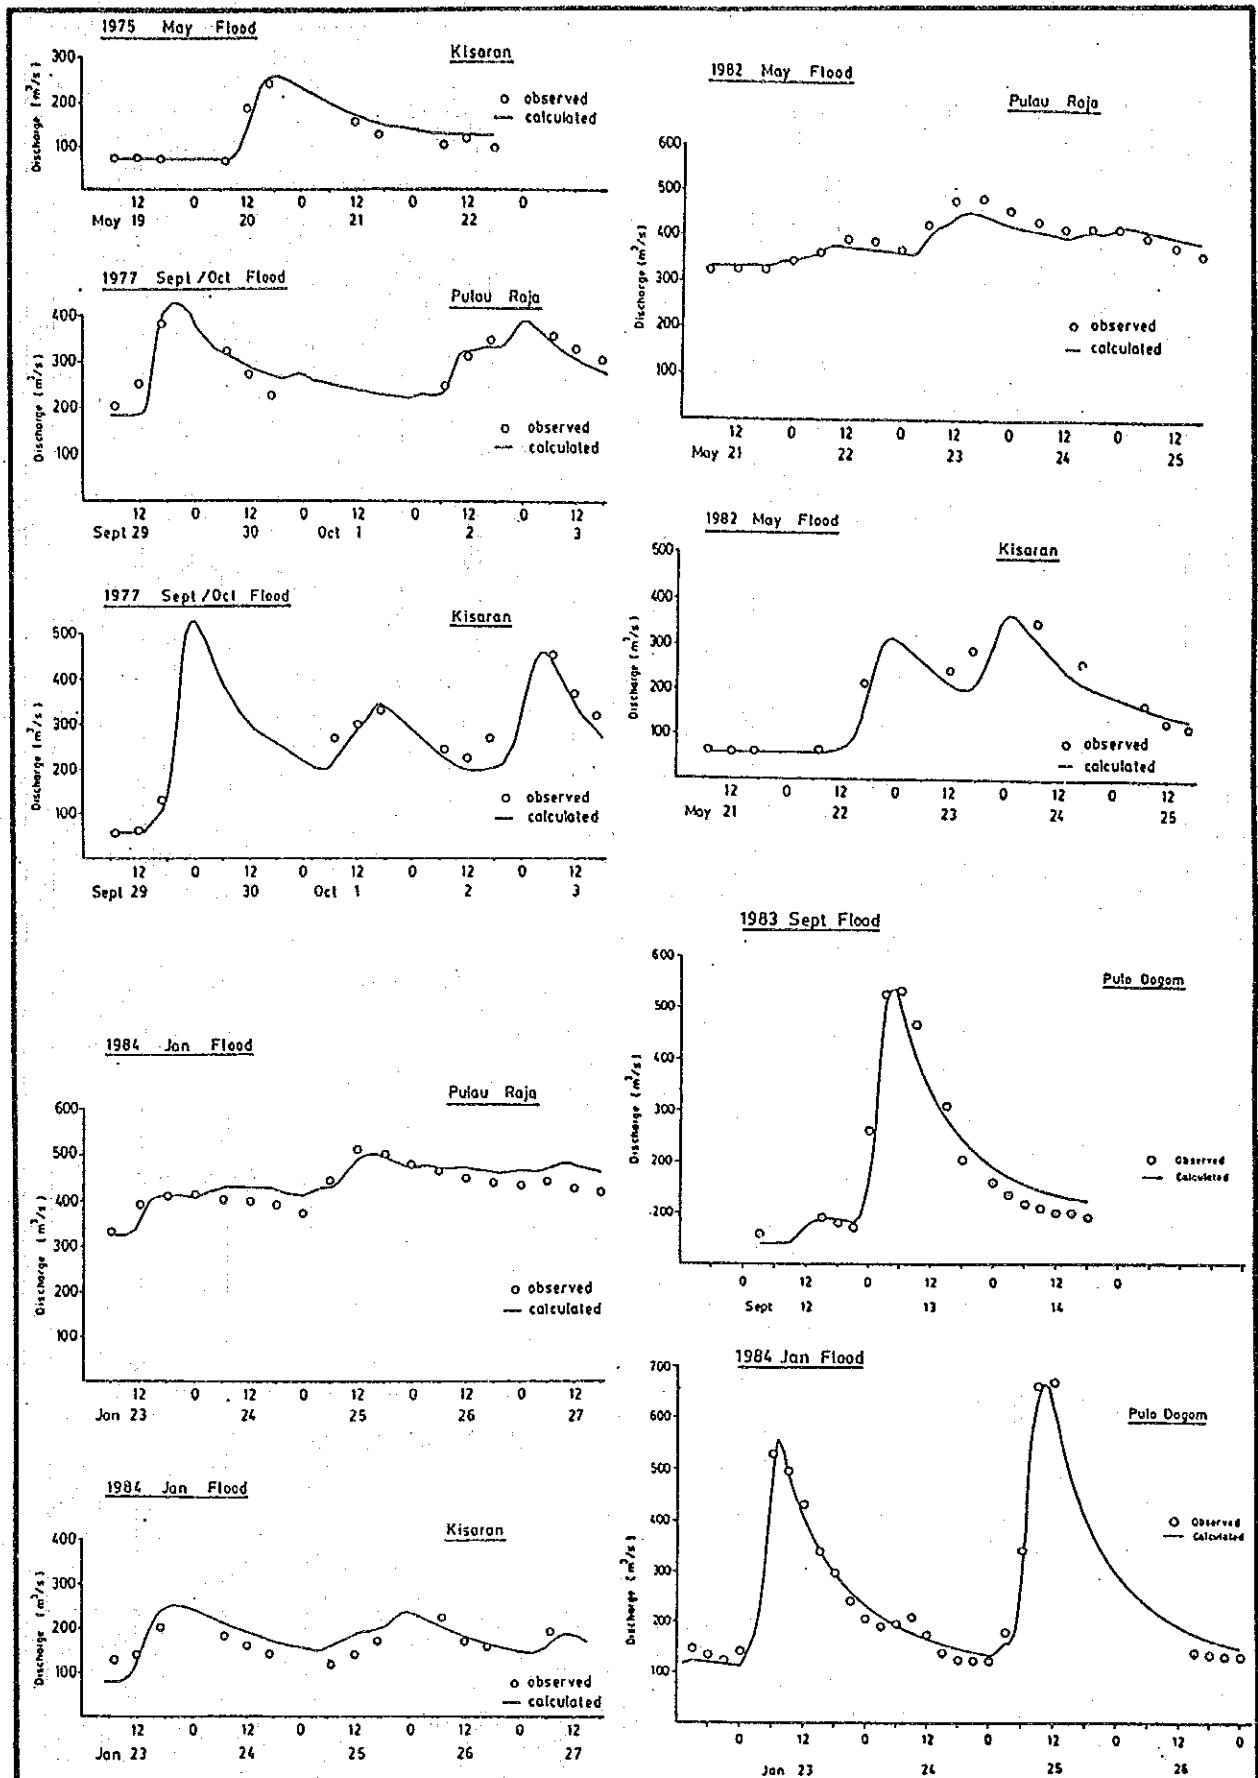 1975 May Flood
Kisaran
300
200
100
Discharge (m³/s)
o observed
— calculated
12 0 12 0 12 0 12 0
May 19 20 21 22
1977 Sept/Oct Flood
Pulau Raja
400
300
200
100
Discharge (m³/s)
o observed
— calculated
12 0 12 0 12 0 12 0 12
Sept 29 30 Oct 1 2 3
1977 Sept/Oct Flood
Kisaran
500
400
300
200
100
Discharge (m³/s)
o observed
— calculated
12 0 12 0 12 0 12 0 12
Sept 29 30 Oct 1 2 3
1984 Jan Flood
Pulau Raja
600
500
400
300
200
100
Discharge (m³/s)
o observed
— calculated
12 0 12 0 12 0 12 0 12
Jan 23 24 25 26 27
1984 Jan Flood
Kisaran
400
300
200
100
Discharge (m³/s)
o observed
— calculated
12 0 12 0 12 0 12 0 12
Jan 23 24 25 26 27
1982 May Flood
Pulau Raja
600
500
400
300
200
100
Discharge (m³/s)
o observed
— calculated
12 0 12 0 12 0 12 0 12
May 21 22 23 24 25
1982 May Flood
Kisaran
500
400
300
200
100
Discharge (m³/s)
o observed
— calculated
12 0 12 0 12 0 12 0 12
May 21 22 23 24 25
1983 Sept Flood
Pulo Dogom
600
500
400
300
200
200
Discharge (m³/s)
o Observed
— Calculated
0 12 0 12 0 12 0
Sept 12 13 14
1984 Jan Flood
Pulo Dogom
700
600
500
400
300
200
100
Discharge (m³/s)
o Observed
— Calculated
0 12 0 12 0 12 0 12 0
Jan 23 24 25 26